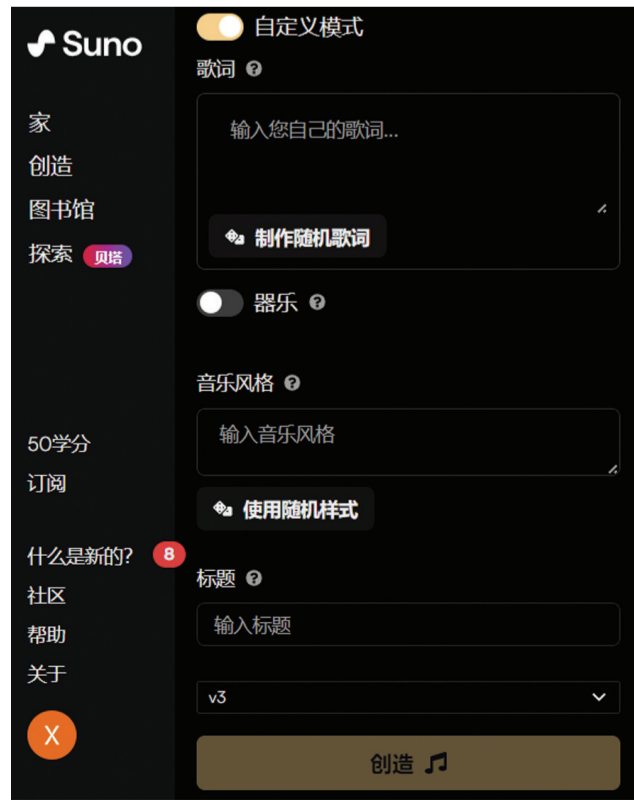 Suno
家
创造
图书馆
探索 贝塔
50学分
订阅
什么是新的? 8
社区
帮助
关于
X
自定义模式
歌词 ?
输入您自己的歌词...
制作随机歌词
器乐 ?
音乐风格 ?
输入音乐风格
使用随机样式
标题 ?
输入标题
v3
创造